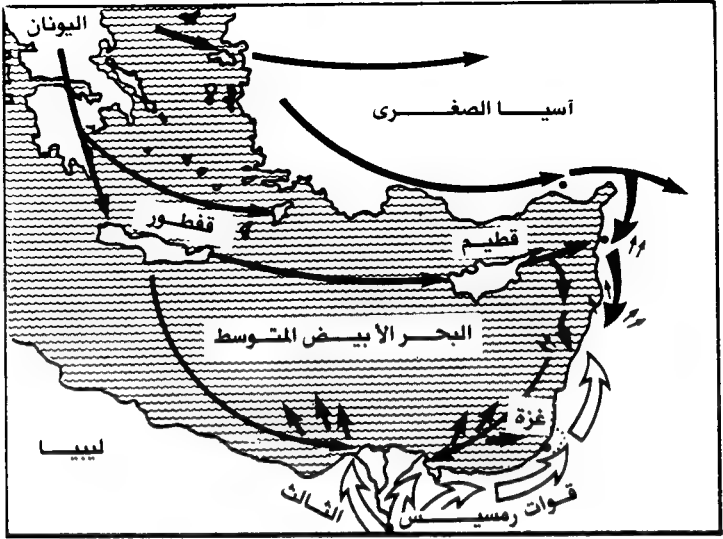 اليونان
آسيا الصغرى
قفطور
قطيم
البحر الأبيض المتوسط
غزة
ليبيا
قوات رمسيس الثالث